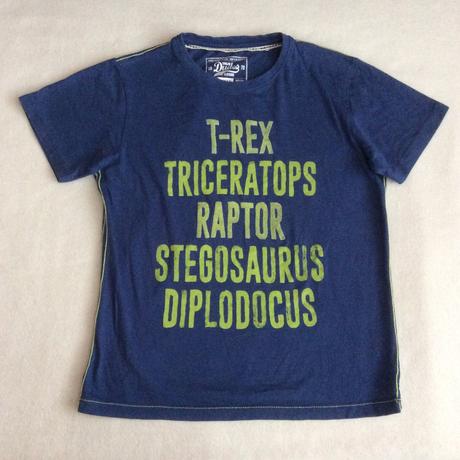 T-REX
TRICERATOPS
RAPTOR
STEGOSAURUS
DIPLODOCUS